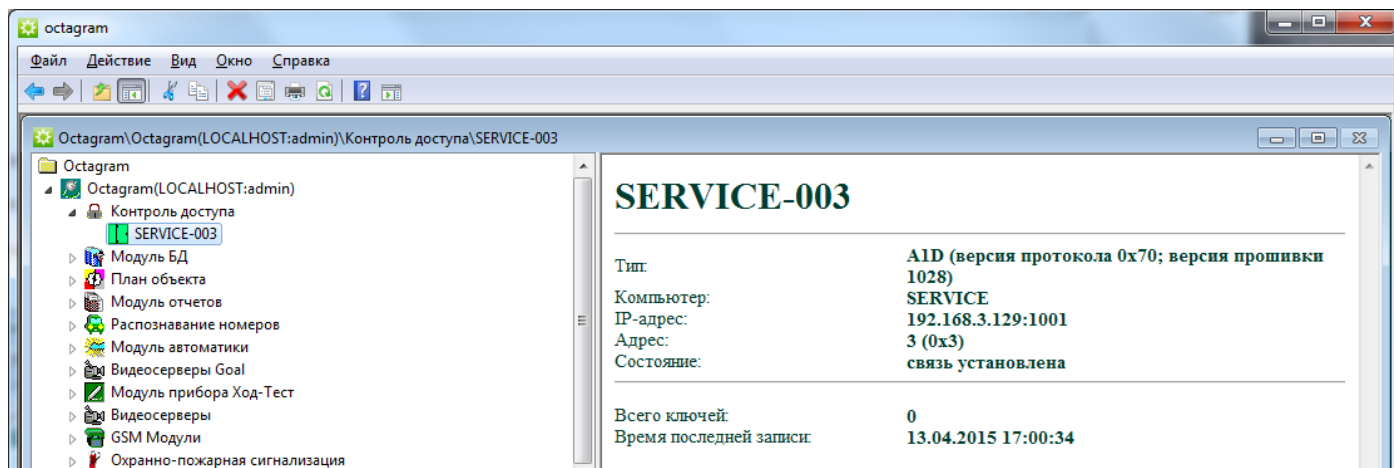 octagram
Файл Действие Вид Окно Справка
Octagram\Octagram(LOCALHOST:admin)\Контроль доступа\SERVICE-003
Octagram
Octagram(LOCALHOST:admin)
Контроль доступа
SERVICE-003
Модуль БД
План объекта
Модуль отчетов
Распознавание номеров
Модуль автоматики
Видеосерверы Goal
Модуль прибора Ход-Тест
Видеосерверы
GSM Модули
Охранно-пожарная сигнализация
SERVICE-003
Тип: A1D (версия протокола 0x70; версия прошивки
1028)
Компьютер: SERVICE
IP-адрес: 192.168.3.129:1001
Адрес: 3 (0x3)
Состояние: связь установлена
Всего ключей: 0
Время последней записи: 13.04.2015 17:00:34